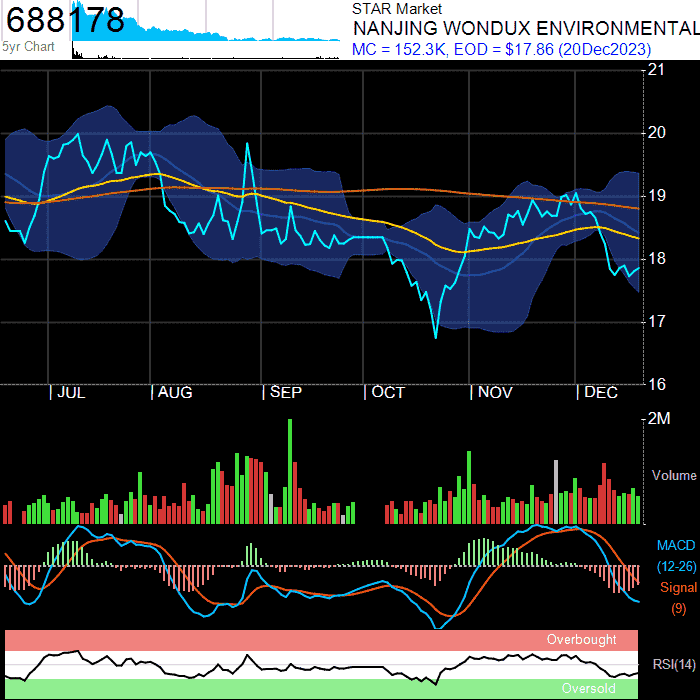 688178
5yr Chart
STAR Market
NANJING WONDUX ENVIRONMENTAL
MC = 152.3K, EOD = $17.86 (20Dec2023)
21
20
19
18
17
16
| JUL | AUG | SEP | OCT | NOV | DEC
2M
Volume
MACD
(12-26)
Signal
(9)
Overbought
RSI(14)
Oversold